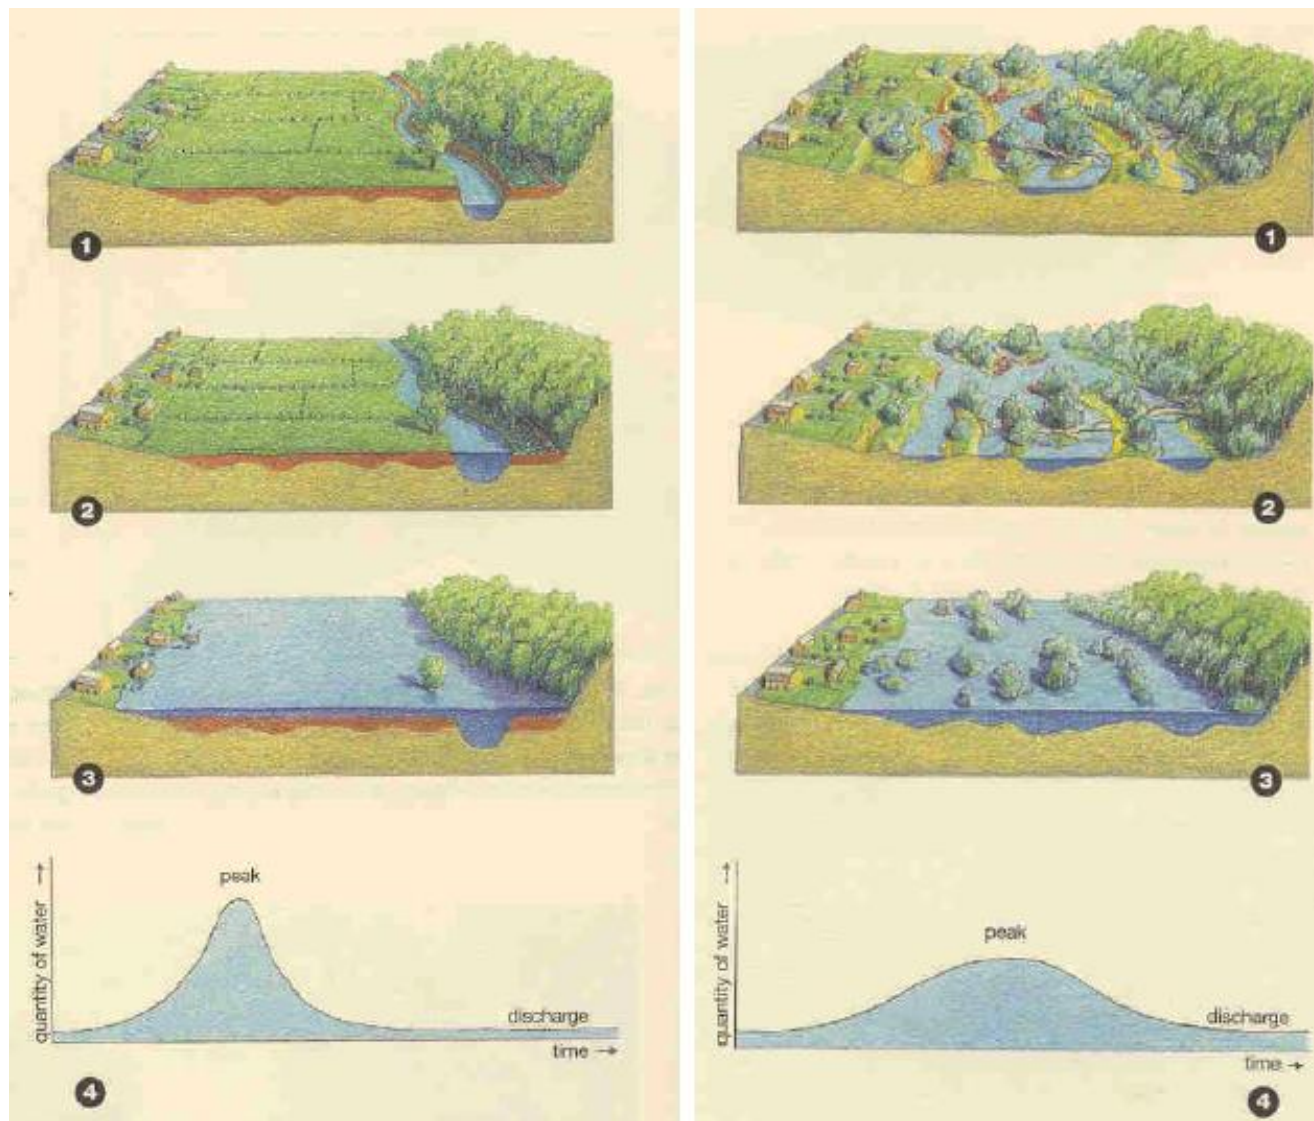 1
2
3
peak
quantity of water →
discharge
time →
4
1
2
3
peak
quantity of water →
discharge
time →
4